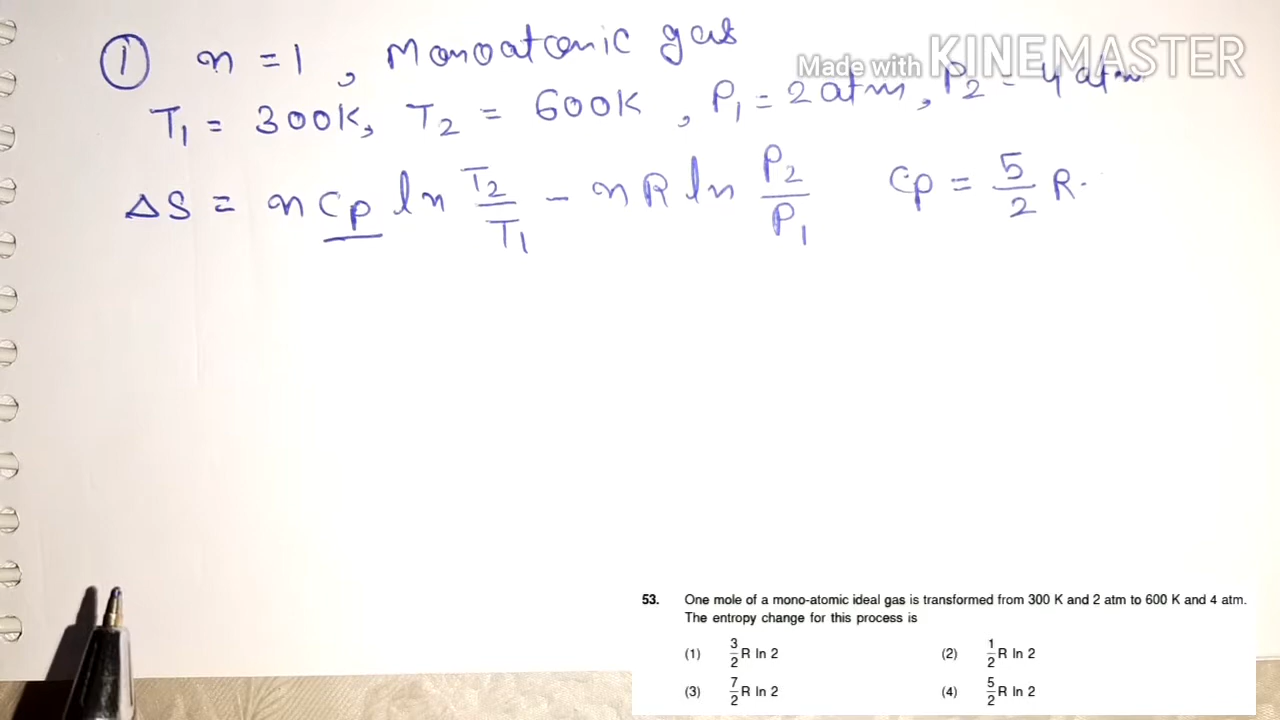 ① n = 1, Monoatomic gas
Made with KINEMASTER
T₁ = 300K, T₂ = 600K, P₁ = 2 atm, P₂ = 4 atm
ΔS = n Cp ln T₂/T₁ − nR ln P₂/P₁ Cp = 5/2 R.
53. One mole of a mono-atomic ideal gas is transformed from 300 K and 2 atm to 600 K and 4 atm.
The entropy change for this process is
(1) 3/2 R ln 2 (2) 1/2 R ln 2
(3) 7/2 R ln 2 (4) 5/2 R ln 2